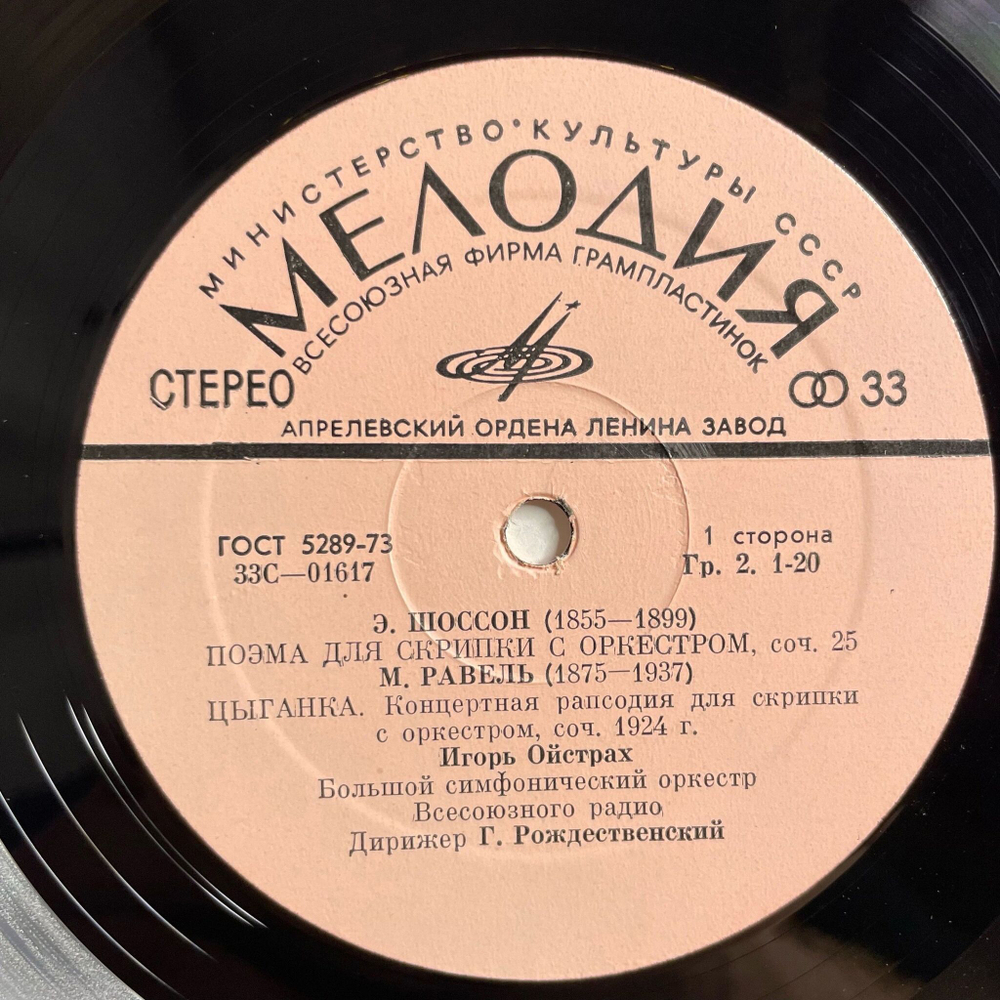 МИНИСТЕРСТВО·КУЛЬТУРЫ СССР
МЕЛОДИЯ
ВСЕСОЮЗНАЯ ФИРМА ГРАМПЛАСТИНОК
СТЕРЕО
33
АПРЕЛЕВСКИЙ ОРДЕНА ЛЕНИНА ЗАВОД
ГОСТ 5289-73
33С—01617
1 сторона
Гр. 2. 1-20
Э. ШОССОН (1855—1899)
ПОЭМА ДЛЯ СКРИПКИ С ОРКЕСТРОМ, соч. 25
М. РАВЕЛЬ (1875—1937)
ЦЫГАНКА. Концертная рапсодия для скрипки
с оркестром, соч. 1924 г.
Игорь Ойстрах
Большой симфонический оркестр
Всесоюзного радио
Дирижер Г. Рождественский